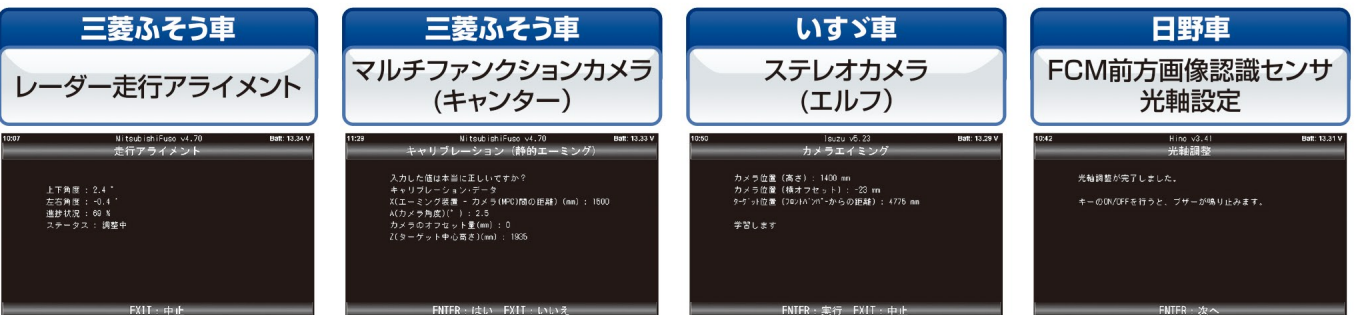 三菱ふそう車
レーダー走行アライメント
10:07 MitsubishiFuso v4.70 Batt: 13.34 V
走行アライメント
上下角度 : 2.4 °
左右角度 : -0.4 °
進捗状況 : 69 %
ステータス : 調整中
EXIT : 中止
三菱ふそう車
マルチファンクションカメラ
(キャンター)
11:29 MitsubishiFuso v4.70 Batt: 13.33 V
キャリブレーション (静的エーミング)
入力した値は本当に正しいですか?
キャリブレーション・データ
X(エーミング装置 - カメラ(MPC)間の距離) (mm) : 1500
A(カメラ角度)(°) : 2.5
カメラのオフセット量(mm) : 0
Z(ターゲット中心高さ)(mm) : 1935
ENTER : はい EXIT : いいえ
いすゞ車
ステレオカメラ
(エルフ)
10:50 Isuzu v6.23 Batt: 13.29 V
カメラエイミング
カメラ位置 (高さ) : 1400 mm
カメラ位置 (横オフセット) : -23 mm
ターゲット位置 (フロントバンパーからの距離) : 4775 mm
学習します
ENTER : 実行 EXIT : 中止
日野車
FCM前方画像認識センサ
光軸設定
10:42 Hino v3.41 Batt: 13.31 V
光軸調整
光軸調整が完了しました。
キーのON/OFFを行うと、ブザーが鳴り止みます。
ENTER : 次へ